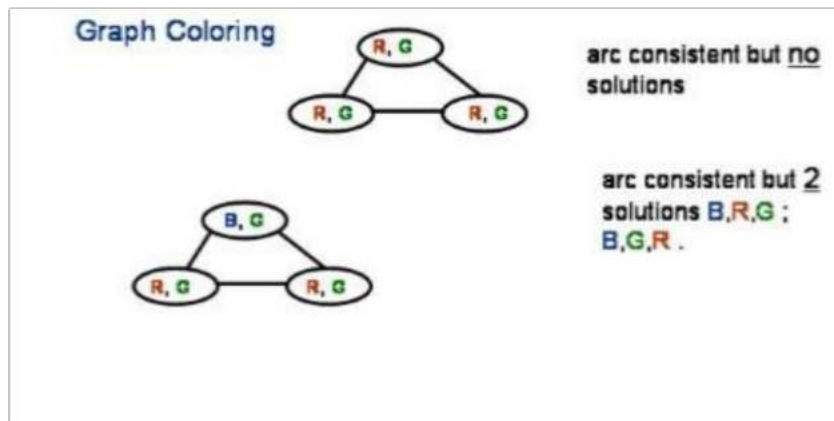 Graph Coloring
R, G
R, G
R, G
arc consistent but no
solutions
B, G
R, G
R, G
arc consistent but 2
solutions B,R,G ;
B,G,R .